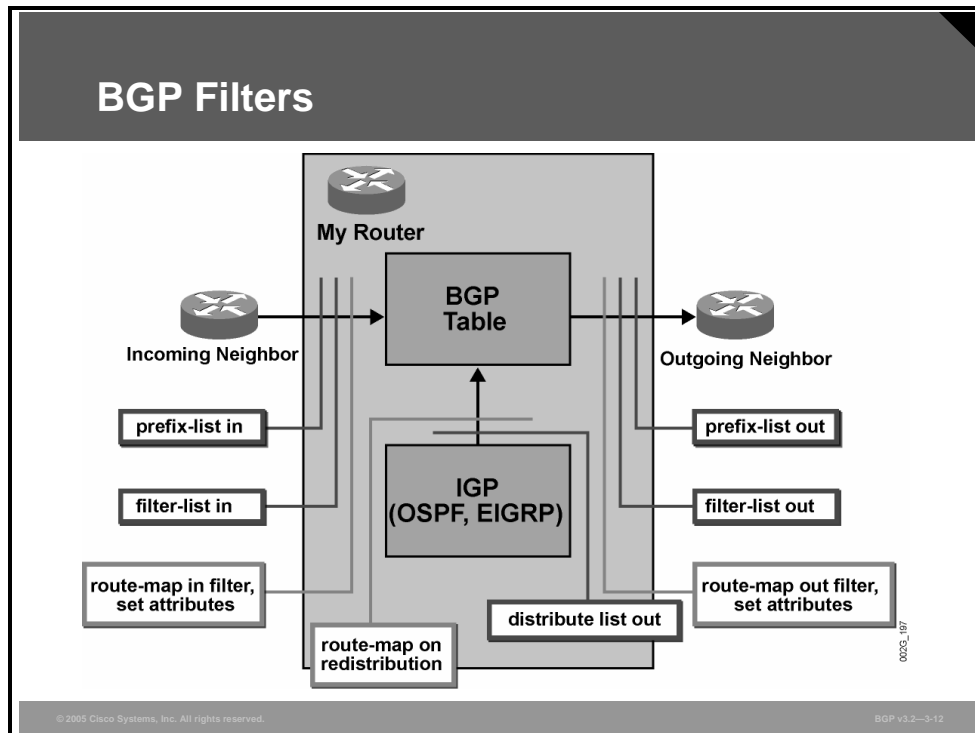 BGP Filters
My Router
BGP
Table
Incoming Neighbor
Outgoing Neighbor
prefix-list in
prefix-list out
IGP
(OSPF, EIGRP)
filter-list in
filter-list out
route-map in filter,
set attributes
route-map out filter,
set attributes
distribute list out
route-map on
redistribution
002G_197
© 2005 Cisco Systems, Inc. All rights reserved.
BGP v3.2—3-12